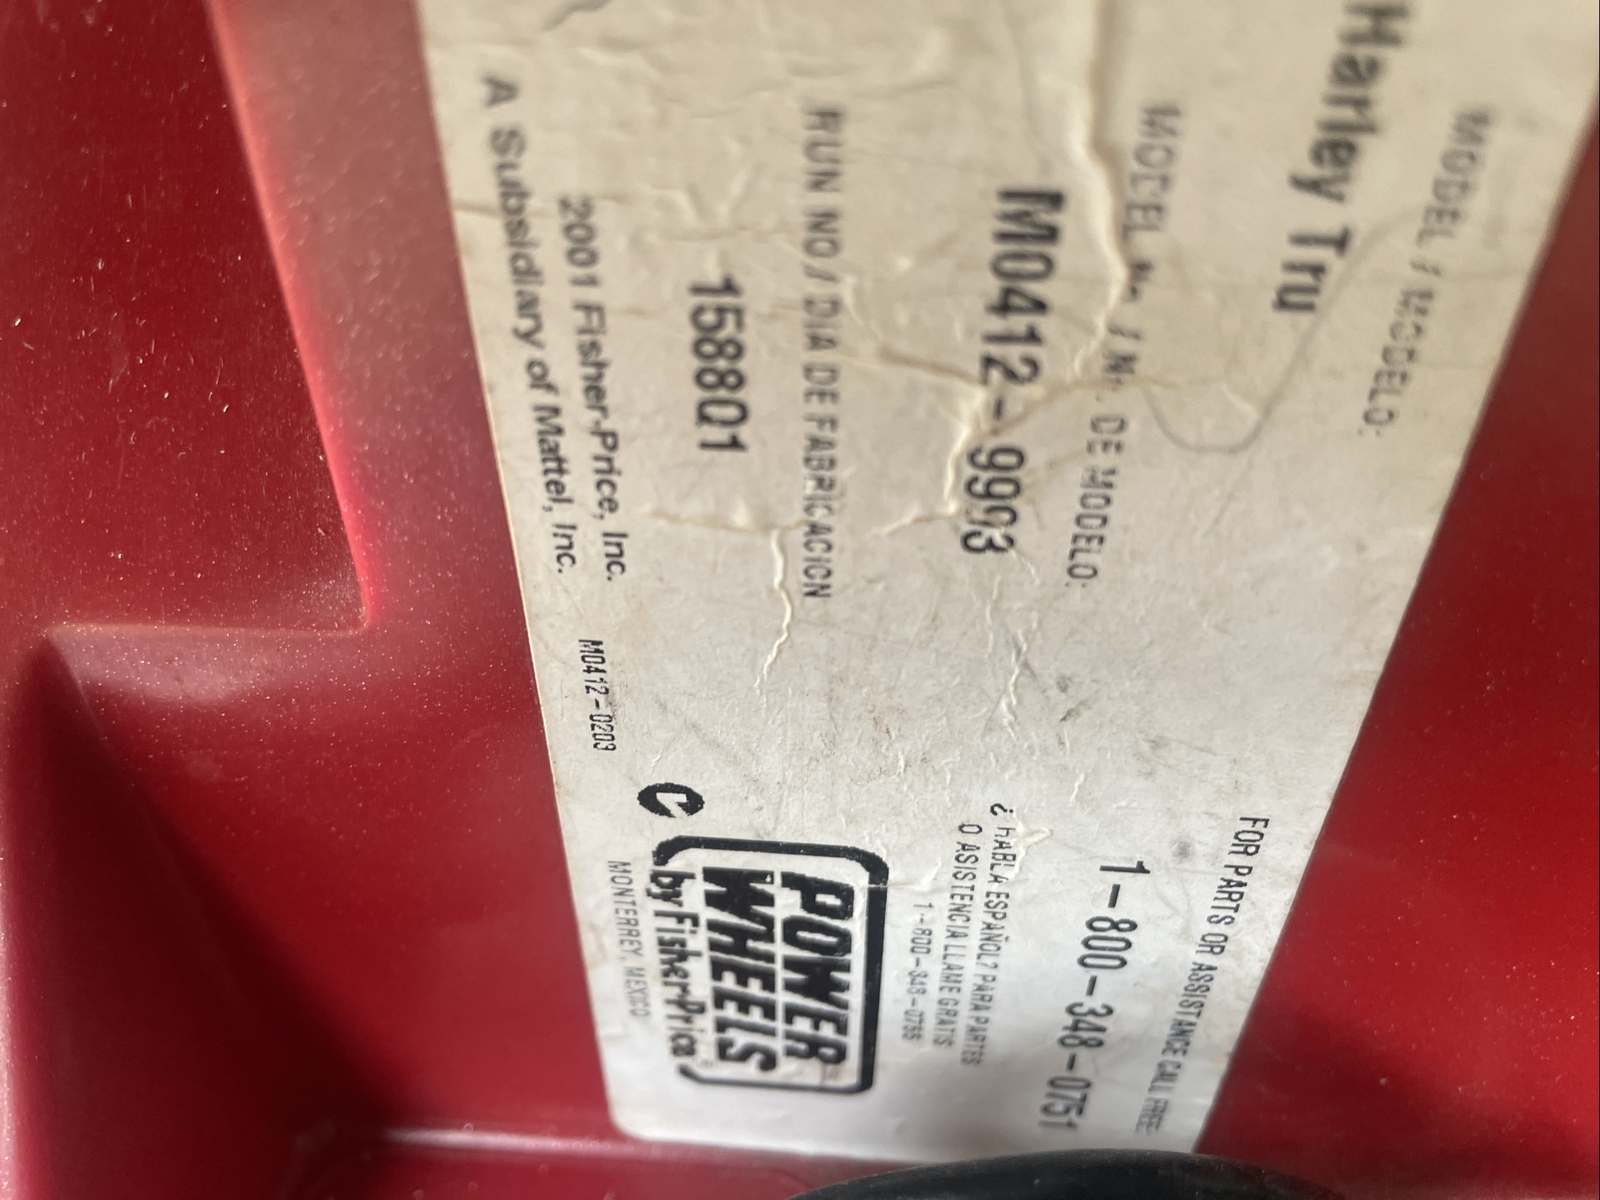 MODEL / MODELO:
Harley Tru
MODEL No. / No. DE MODELO:
M0412-9993
RUN NO / DIA DE FABRICACION
158801
2001 Fisher-Price, Inc.
A Subsidiary of Mattel, Inc.
M0412-0203
FOR PARTS OR ASSISTANCE CALL FREE:
1-800-348-0751
¿ HABLA ESPAÑOL? PARA PARTES
O ASISTENCIA LLAME GRATIS
1-800-348-0755
POWER
WHEELS
by Fisher-Price®
MONTERREY, MEXICO